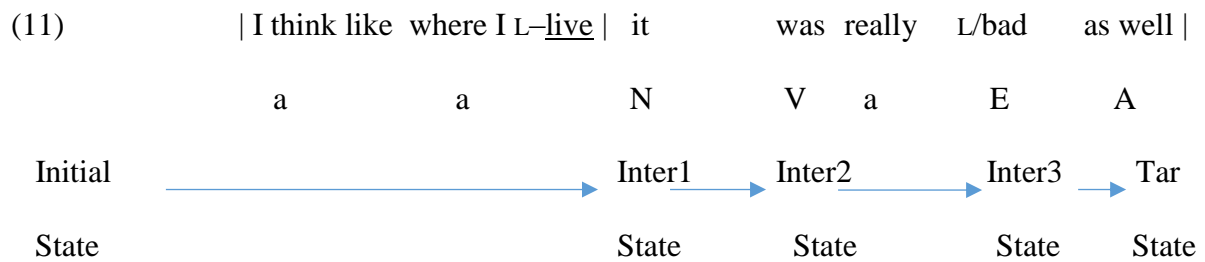 (11) | I think like where I L–live | it was really L/bad as well |
a a N V a E A
Initial Inter1 Inter2 Inter3 Tar
State State State State State